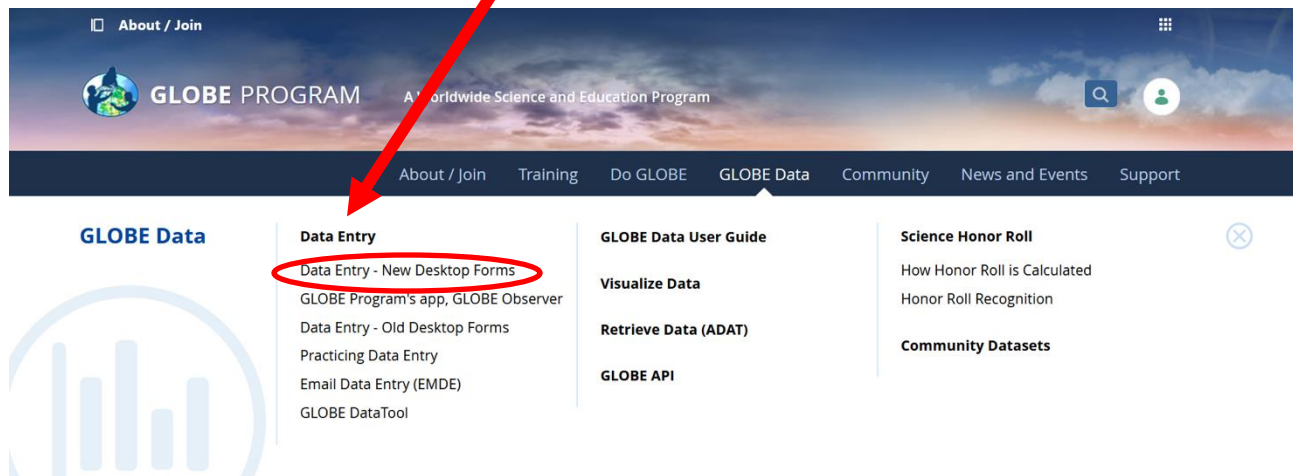 About / Join
GLOBE PROGRAM
A Worldwide Science and Education Program
About / Join Training Do GLOBE GLOBE Data Community News and Events Support
GLOBE Data
Data Entry
Data Entry - New Desktop Forms
GLOBE Program's app, GLOBE Observer
Data Entry - Old Desktop Forms
Practicing Data Entry
Email Data Entry (EMDE)
GLOBE DataTool
GLOBE Data User Guide
Visualize Data
Retrieve Data (ADAT)
GLOBE API
Science Honor Roll
How Honor Roll is Calculated
Honor Roll Recognition
Community Datasets